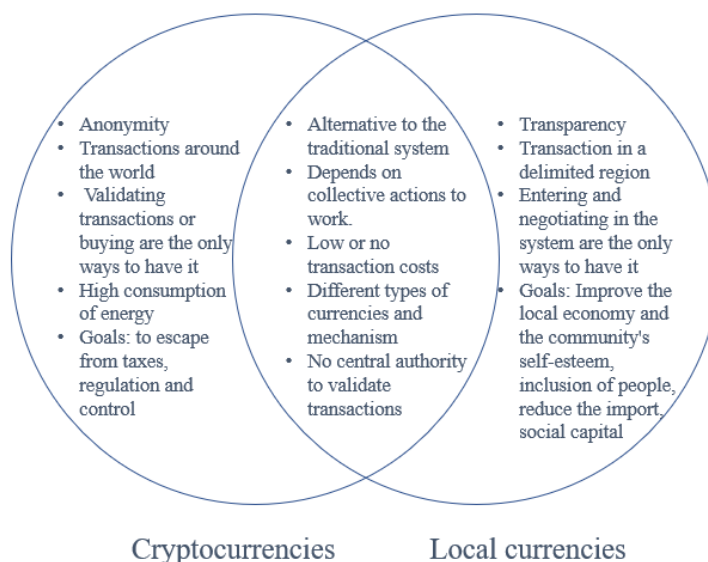 • Anonymity
• Transactions around
the world
• Validating
transactions or
buying are the only
ways to have it
• High consumption
of energy
• Goals: to escape
from taxes,
regulation and
control
• Alternative to the
traditional system
• Depends on
collective actions to
work.
• Low or no
transaction costs
• Different types of
currencies and
mechanism
• No central authority
to validate
transactions
• Transparency
• Transaction in a
delimited region
• Entering and
negotiating in the
system are the only
ways to have it
• Goals: Improve the
local economy and
the community's
self-esteem,
inclusion of people,
reduce the import,
social capital
Cryptocurrencies
Local currencies